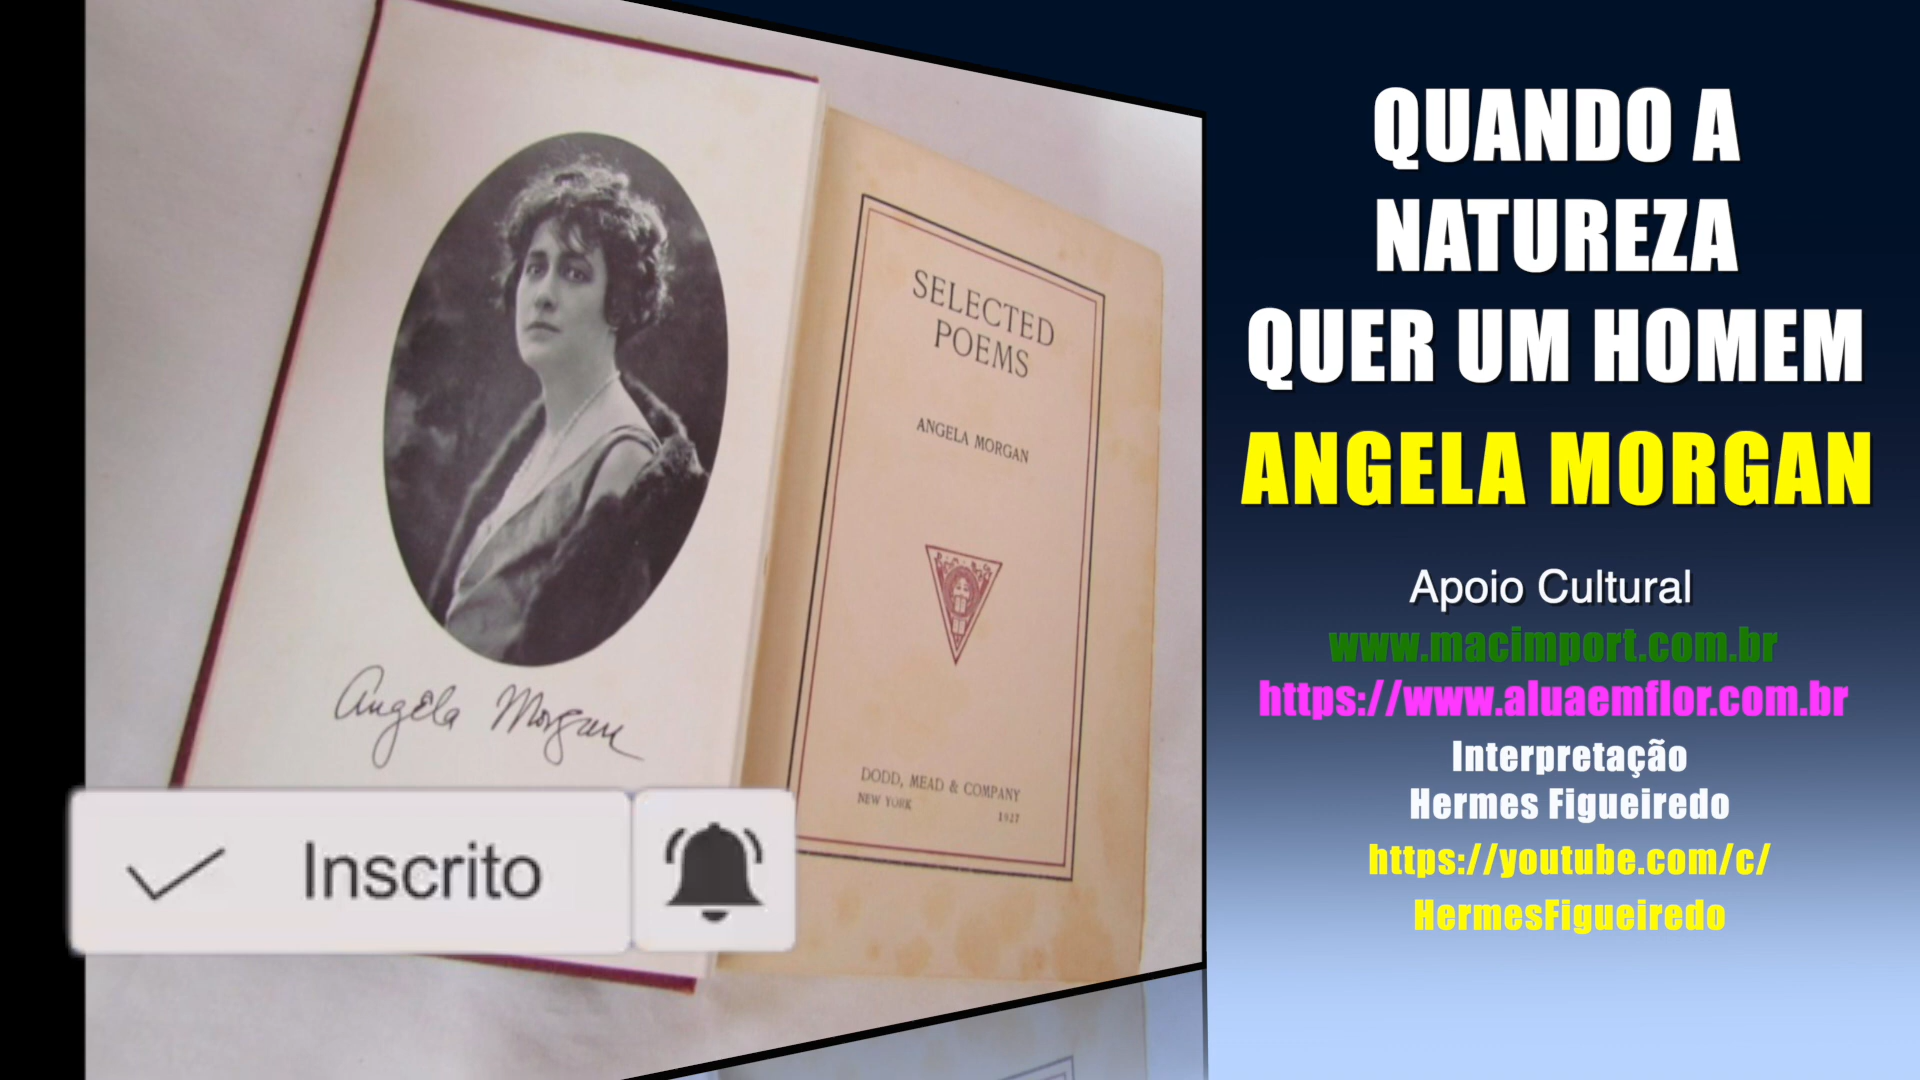 Angela Morgan
SELECTED
POEMS
ANGELA MORGAN
DODD, MEAD & COMPANY
NEW YORK
1927
Inscrito
QUANDO A
NATUREZA
QUER UM HOMEM
ANGELA MORGAN
Apoio Cultural
www.macimport.com.br
https://www.aluaemflor.com.br
Interpretação
Hermes Figueiredo
https://youtube.com/c/
HermesFigueiredo